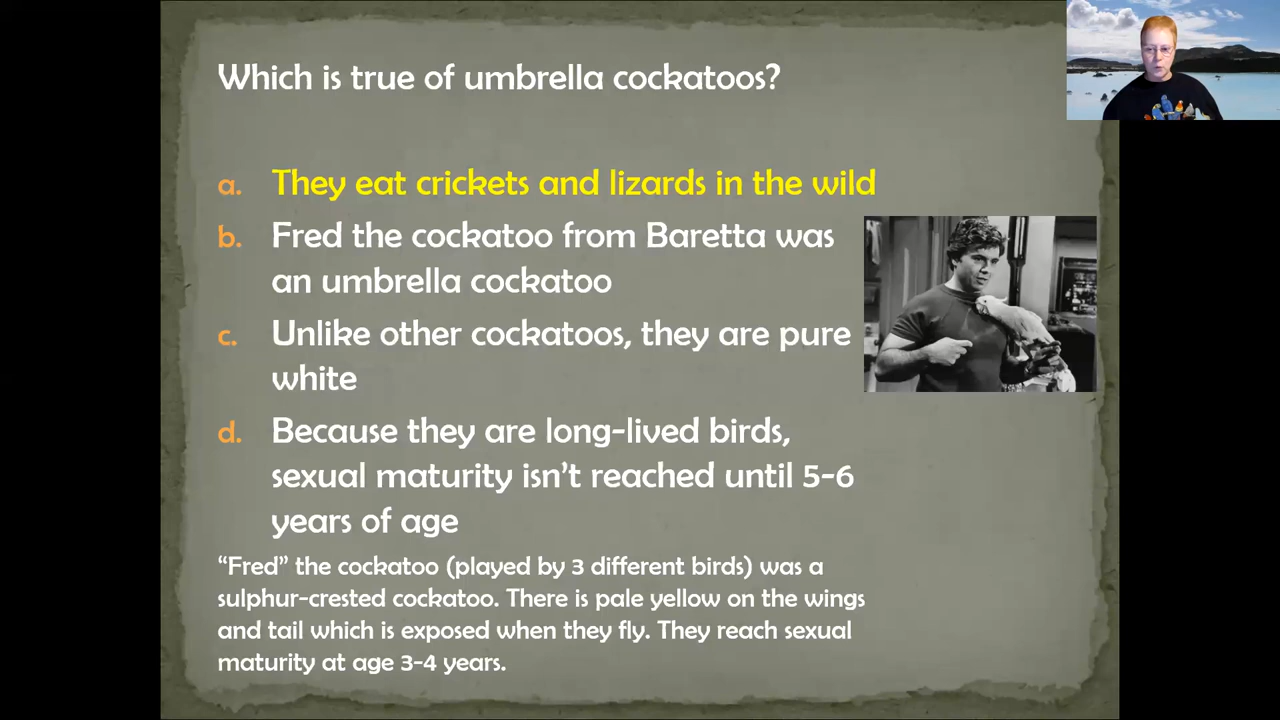 Which is true of umbrella cockatoos?
a. They eat crickets and lizards in the wild
b. Fred the cockatoo from Baretta was
an umbrella cockatoo
c. Unlike other cockatoos, they are pure
white
d. Because they are long-lived birds,
sexual maturity isn't reached until 5-6
years of age
“Fred” the cockatoo (played by 3 different birds) was a
sulphur-crested cockatoo. There is pale yellow on the wings
and tail which is exposed when they fly. They reach sexual
maturity at age 3-4 years.